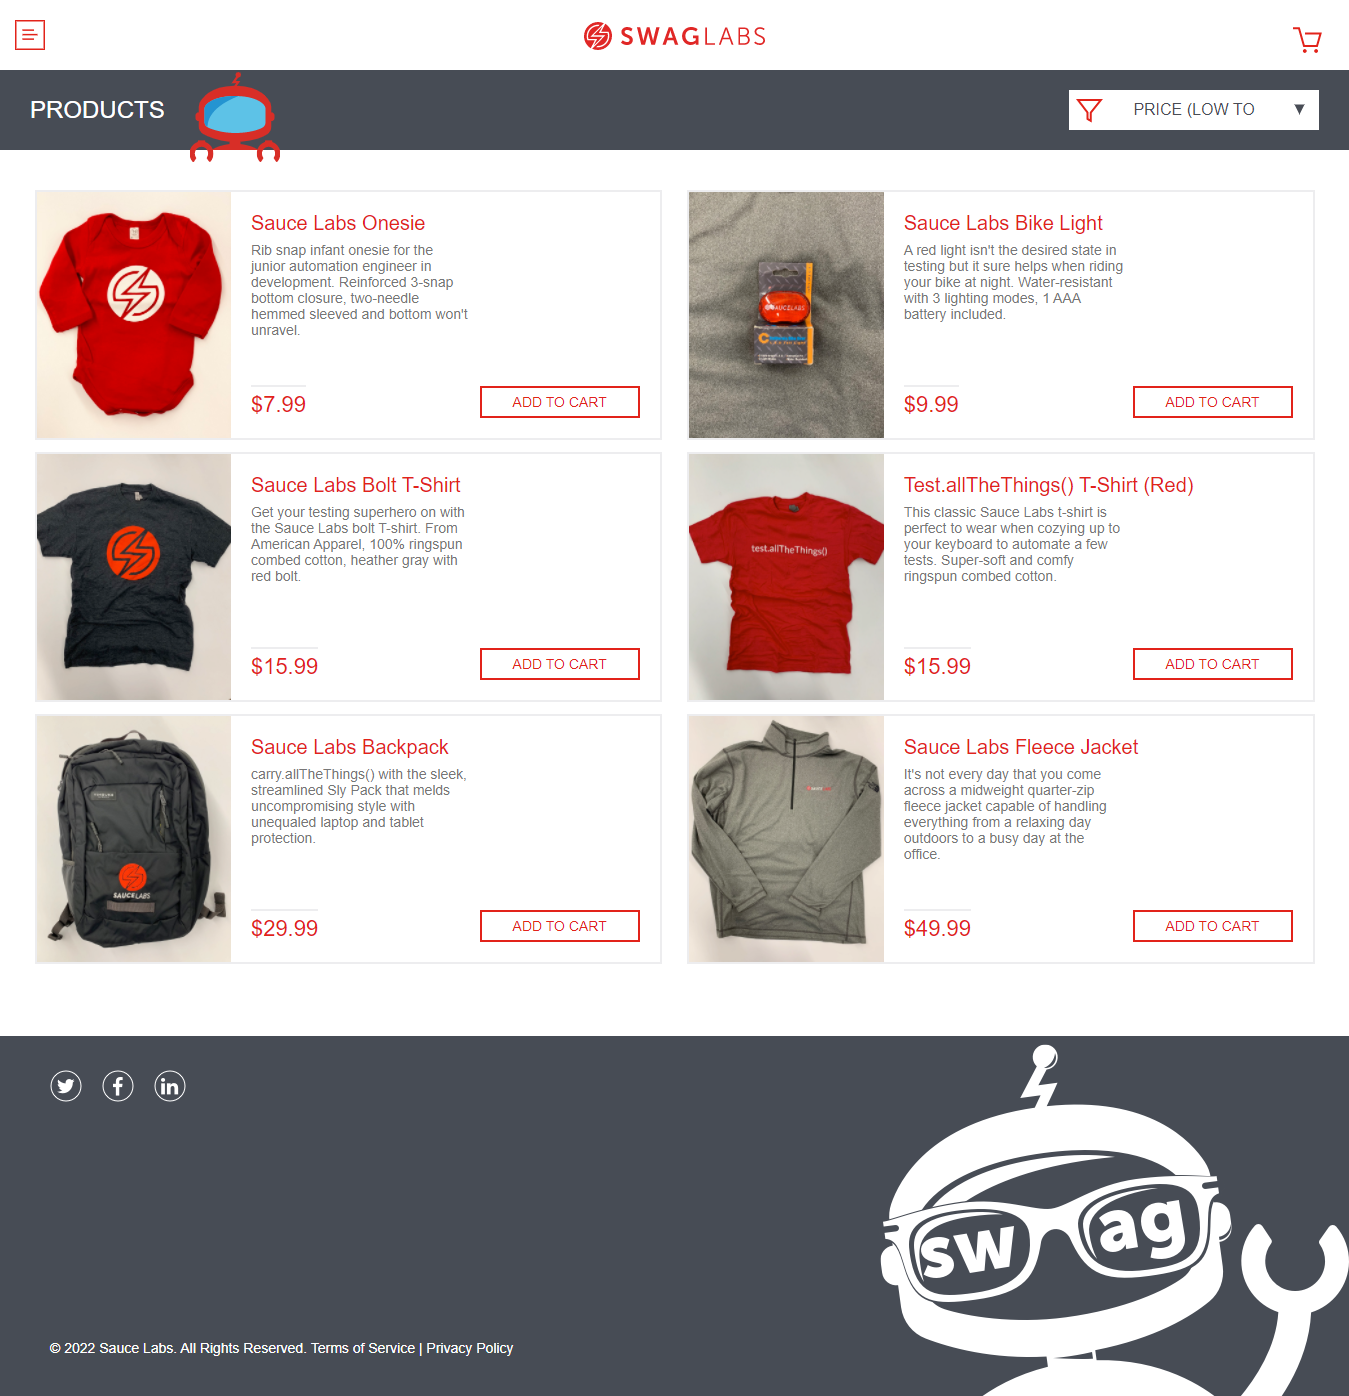 SWAGLABS
PRODUCTS
PRICE (LOW TO
Sauce Labs Onesie
Rib snap infant onesie for the
junior automation engineer in
development. Reinforced 3-snap
bottom closure, two-needle
hemmed sleeved and bottom won't
unravel.
$7.99
ADD TO CART
SAUCELABS
Sauce Labs Bike Light
A red light isn't the desired state in
testing but it sure helps when riding
your bike at night. Water-resistant
with 3 lighting modes, 1 AAA
battery included.
$9.99
ADD TO CART
Sauce Labs Bolt T-Shirt
Get your testing superhero on with
the Sauce Labs bolt T-shirt. From
American Apparel, 100% ringspun
combed cotton, heather gray with
red bolt.
$15.99
ADD TO CART
test.allTheThings()
Test.allTheThings() T-Shirt (Red)
This classic Sauce Labs t-shirt is
perfect to wear when cozying up to
your keyboard to automate a few
tests. Super-soft and comfy
ringspun combed cotton.
$15.99
ADD TO CART
SAUCELABS
Sauce Labs Backpack
carry.allTheThings() with the sleek,
streamlined Sly Pack that melds
uncompromising style with
unequaled laptop and tablet
protection.
$29.99
ADD TO CART
Sauce Labs Fleece Jacket
It's not every day that you come
across a midweight quarter-zip
fleece jacket capable of handling
everything from a relaxing day
outdoors to a busy day at the
office.
$49.99
ADD TO CART
swag
© 2022 Sauce Labs. All Rights Reserved. Terms of Service | Privacy Policy